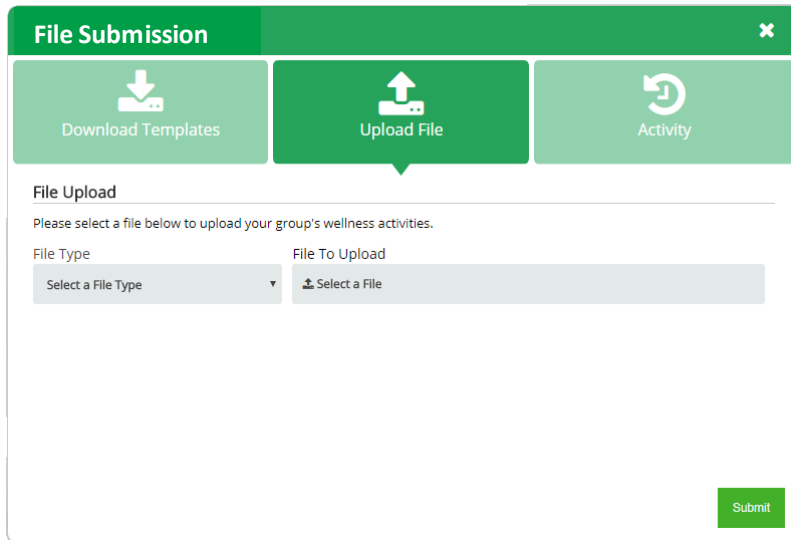 File Submission
Download Templates
Upload File
Activity
File Upload
Please select a file below to upload your group's wellness activities.
File Type
File To Upload
Select a File Type
Select a File
Submit